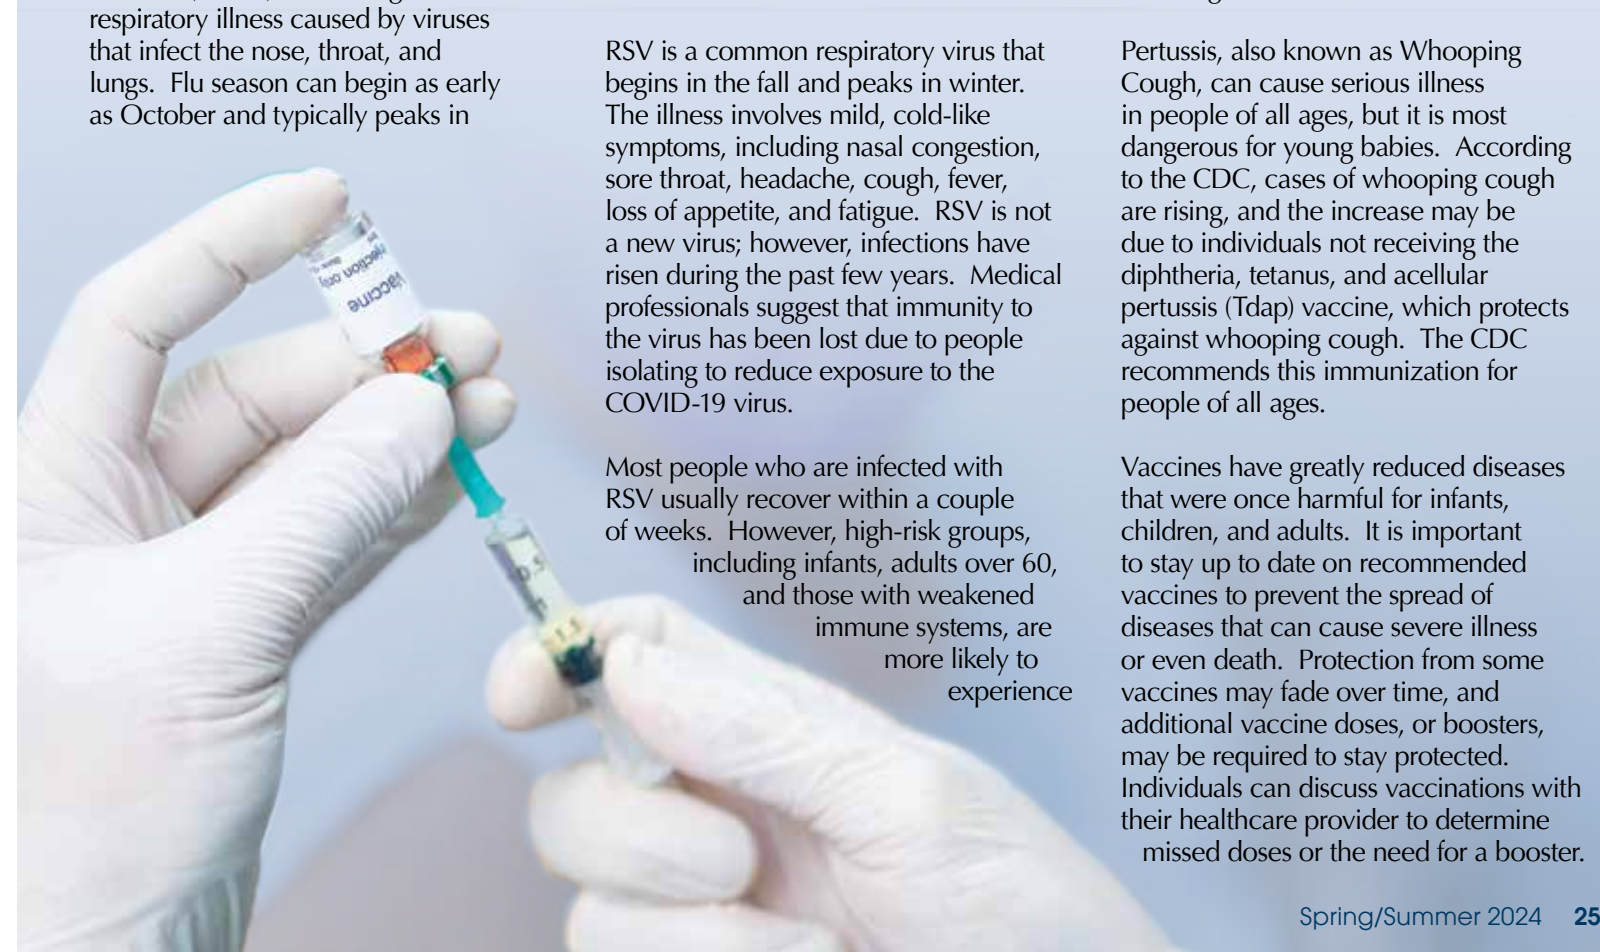 respiratory illness caused by viruses
that infect the nose, throat, and
lungs.  Flu season can begin as early
as October and typically peaks in
RSV is a common respiratory virus that
begins in the fall and peaks in winter.
The illness involves mild, cold-like
symptoms, including nasal congestion,
sore throat, headache, cough, fever,
loss of appetite, and fatigue.  RSV is not
a new virus; however, infections have
risen during the past few years.  Medical
professionals suggest that immunity to
the virus has been lost due to people
isolating to reduce exposure to the
COVID-19 virus.
Most people who are infected with
RSV usually recover within a couple
of weeks.  However, high-risk groups,
including infants, adults over 60,
and those with weakened
immune systems, are
more likely to
experience
Pertussis, also known as Whooping
Cough, can cause serious illness
in people of all ages, but it is most
dangerous for young babies.  According
to the CDC, cases of whooping cough
are rising, and the increase may be
due to individuals not receiving the
diphtheria, tetanus, and acellular
pertussis (Tdap) vaccine, which protects
against whooping cough.  The CDC
recommends this immunization for
people of all ages.
Vaccines have greatly reduced diseases
that were once harmful for infants,
children, and adults.  It is important
to stay up to date on recommended
vaccines to prevent the spread of
diseases that can cause severe illness
or even death.  Protection from some
vaccines may fade over time, and
additional vaccine doses, or boosters,
may be required to stay protected.
Individuals can discuss vaccinations with
their healthcare provider to determine
missed doses or the need for a booster.
vaccine
Spring/Summer 2024 25